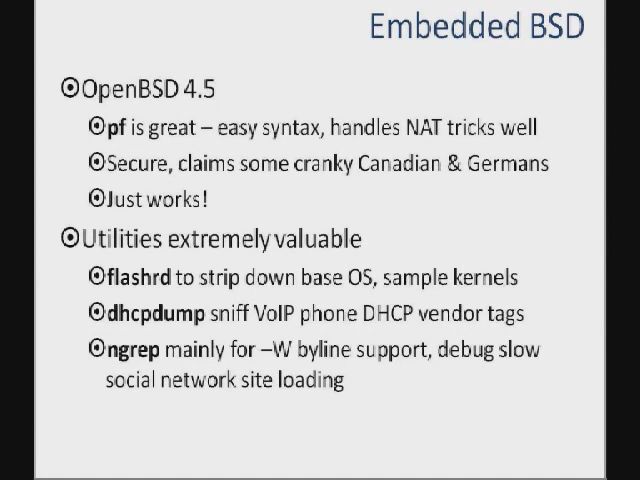 Embedded BSD
OpenBSD 4.5
pf is great – easy syntax, handles NAT tricks well
Secure, claims some cranky Canadian & Germans
Just works!
Utilities extremely valuable
flashrd to strip down base OS, sample kernels
dhcpdump sniff VoIP phone DHCP vendor tags
ngrep mainly for –W byline support, debug slow
social network site loading